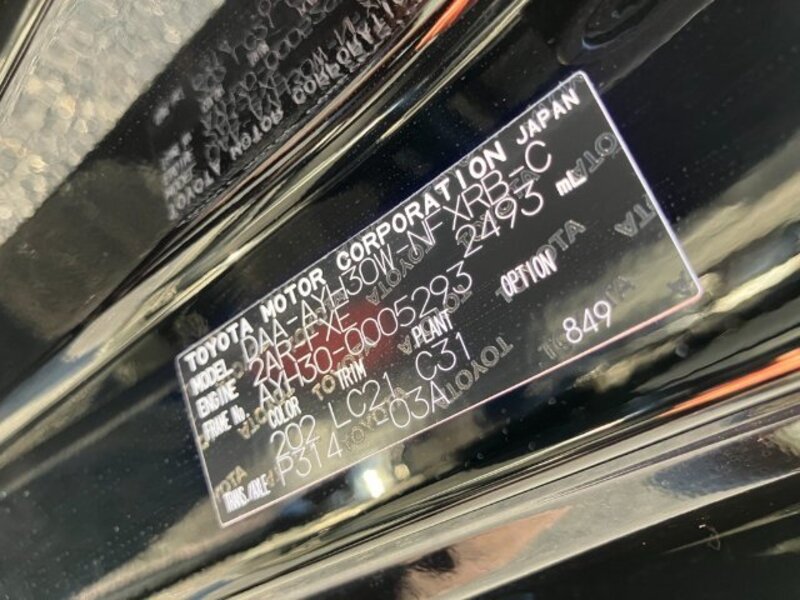 TOYOTA MOTOR CORPORATION JAPAN
MODEL DAA-AYH30W-NFXRB-C
ENGINE 2AR-FXE 2493 mL
FRAME No. AYH30-0005293
COLOR TRIM PLANT OPTION
202 LC21 C31 849
TRANS./AXLE P314 -03A